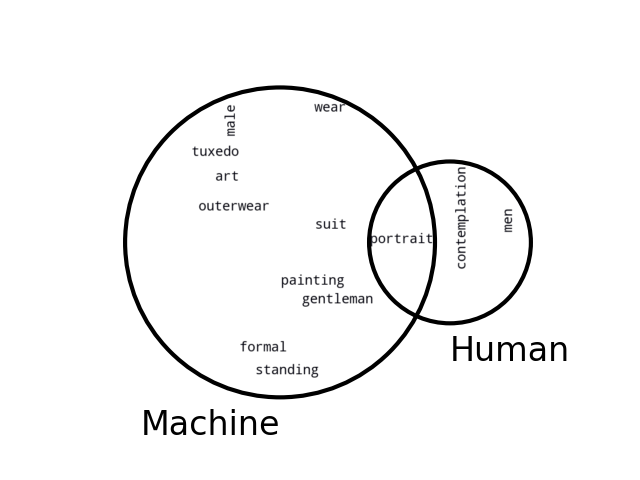 male
wear
tuxedo
art
outerwear
suit
portrait
contemplation
men
painting
gentleman
formal
standing
Human
Machine